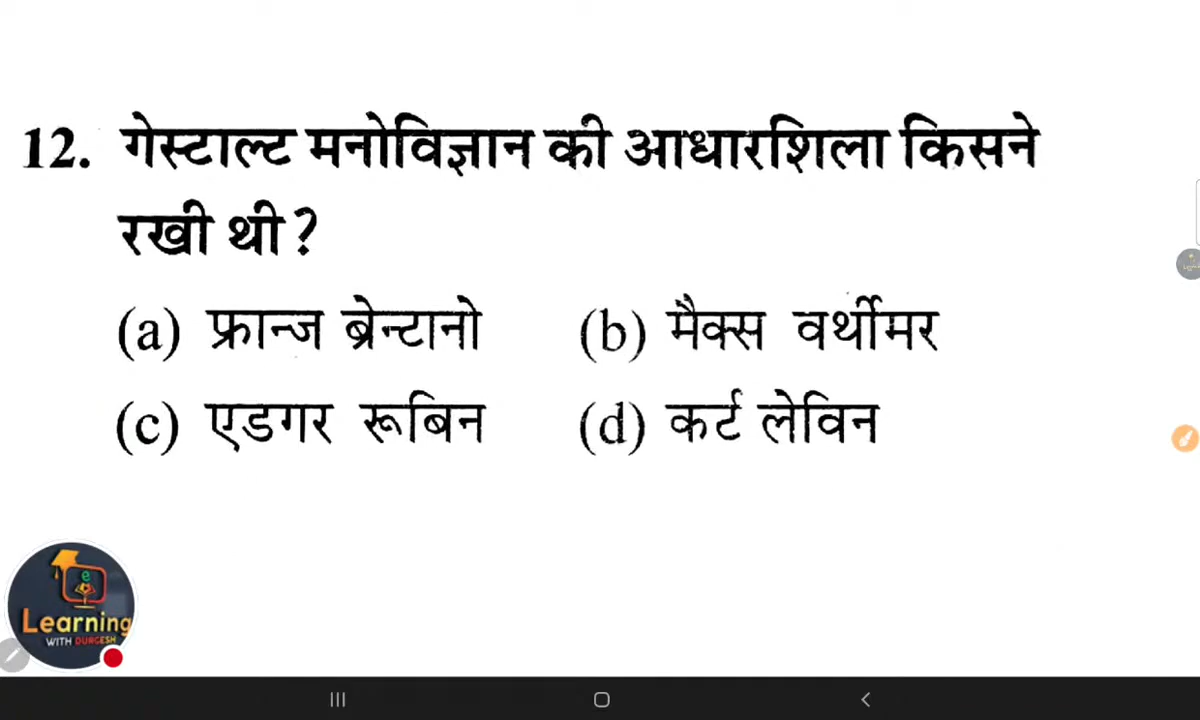 12. गेस्टाल्ट मनोविज्ञान की आधारशिला किसने
रखी थी?
(a) फ्रान्ज ब्रेन्टानो (b) मैक्स वर्थीमर
(c) एडगर रूबिन (d) कर्ट लेविन
e
Learning
WITH DURGESH